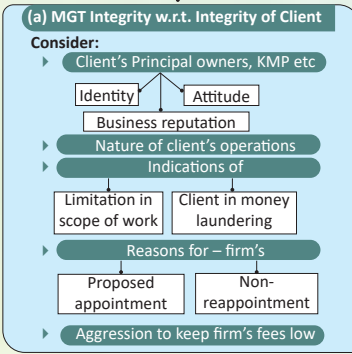 (a) MGT Integrity w.r.t. Integrity of Client
Consider:
Client's Principal owners, KMP etc
Identity
Attitude
Business reputation
Nature of client's operations
Indications of
Limitation in
scope of work
Client in money
laundering
Reasons for – firm's
Proposed
appointment
Non-
reappointment
Aggression to keep firm's fees low